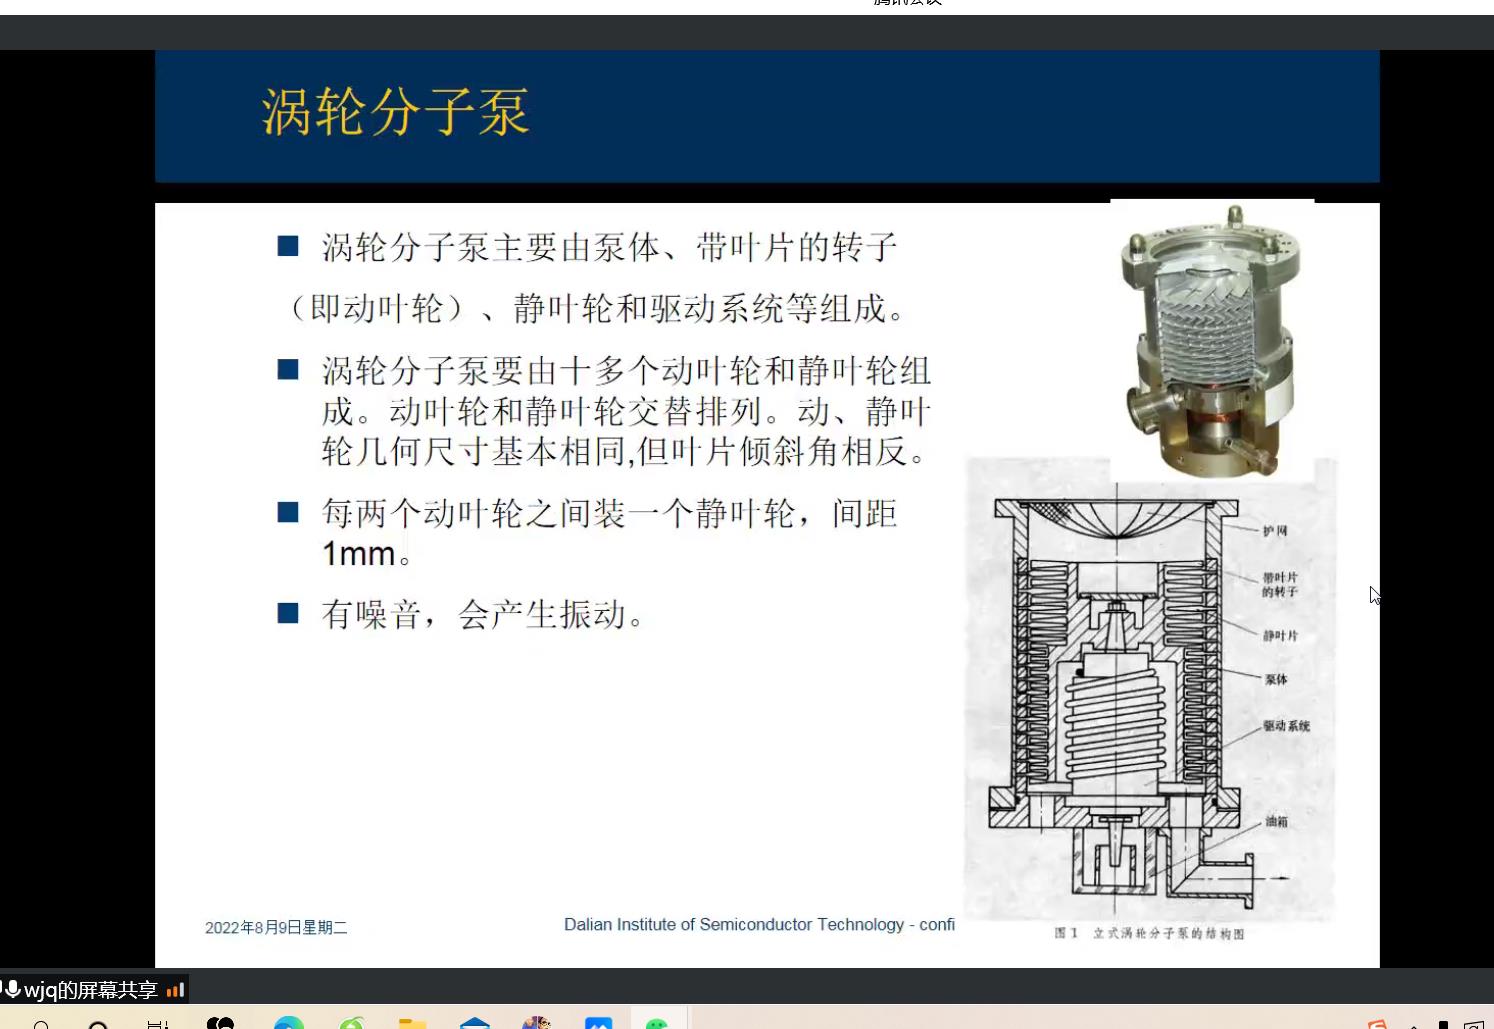 涡轮分子泵
涡轮分子泵主要由泵体、带叶片的转子
（即动叶轮）、静叶轮和驱动系统等组成。
涡轮分子泵要由十多个动叶轮和静叶轮组
成。动叶轮和静叶轮交替排列。动、静叶
轮几何尺寸基本相同,但叶片倾斜角相反。
每两个动叶轮之间装一个静叶轮，间距
1mm。
有噪音，会产生振动。
护网
带叶片
的转子
静叶片
泵体
驱动系统
油箱
图1 立式涡轮分子泵的结构图
2022年8月9日星期二
Dalian Institute of Semiconductor Technology - confi
wjq的屏幕共享